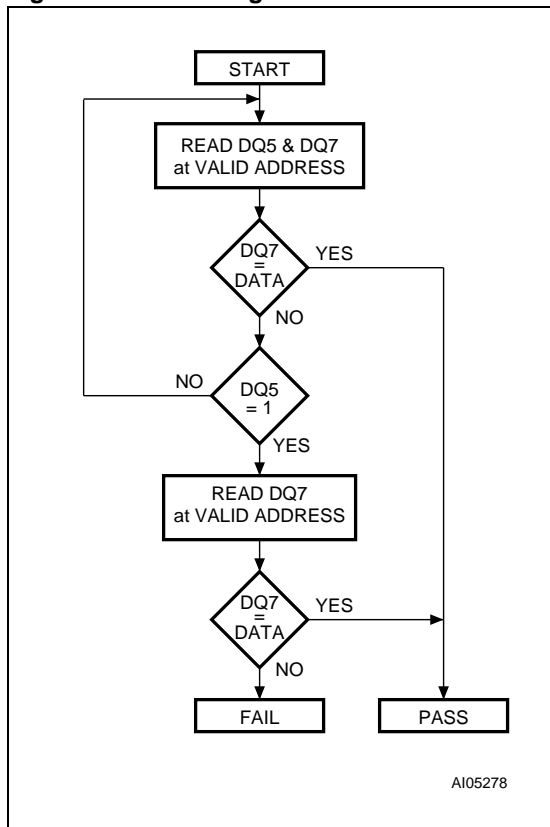 START
READ DQ5 & DQ7
at VALID ADDRESS
DQ7
=
DATA
YES
NO
NO
DQ5
= 1
YES
READ DQ7
at VALID ADDRESS
DQ7
=
DATA
YES
NO
FAIL
PASS
AI05278